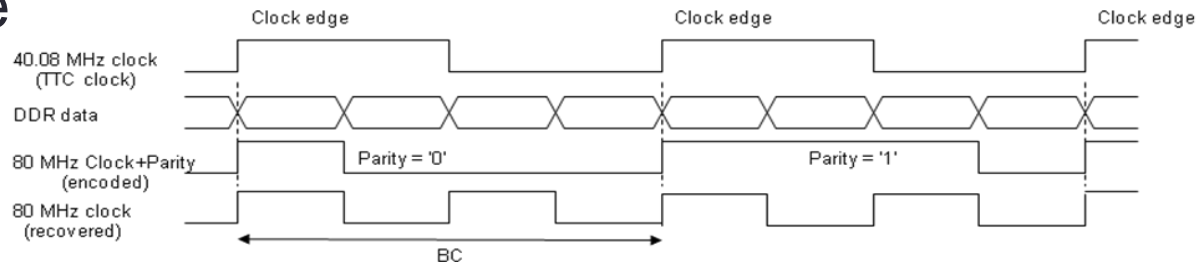 e
Clock edge Clock edge Clock edge
40.08 MHz clock
(TTC clock)
DDR data
80 MHz Clock+Parity Parity = '0' Parity = '1'
(encoded)
80 MHz clock
(recovered)
BC